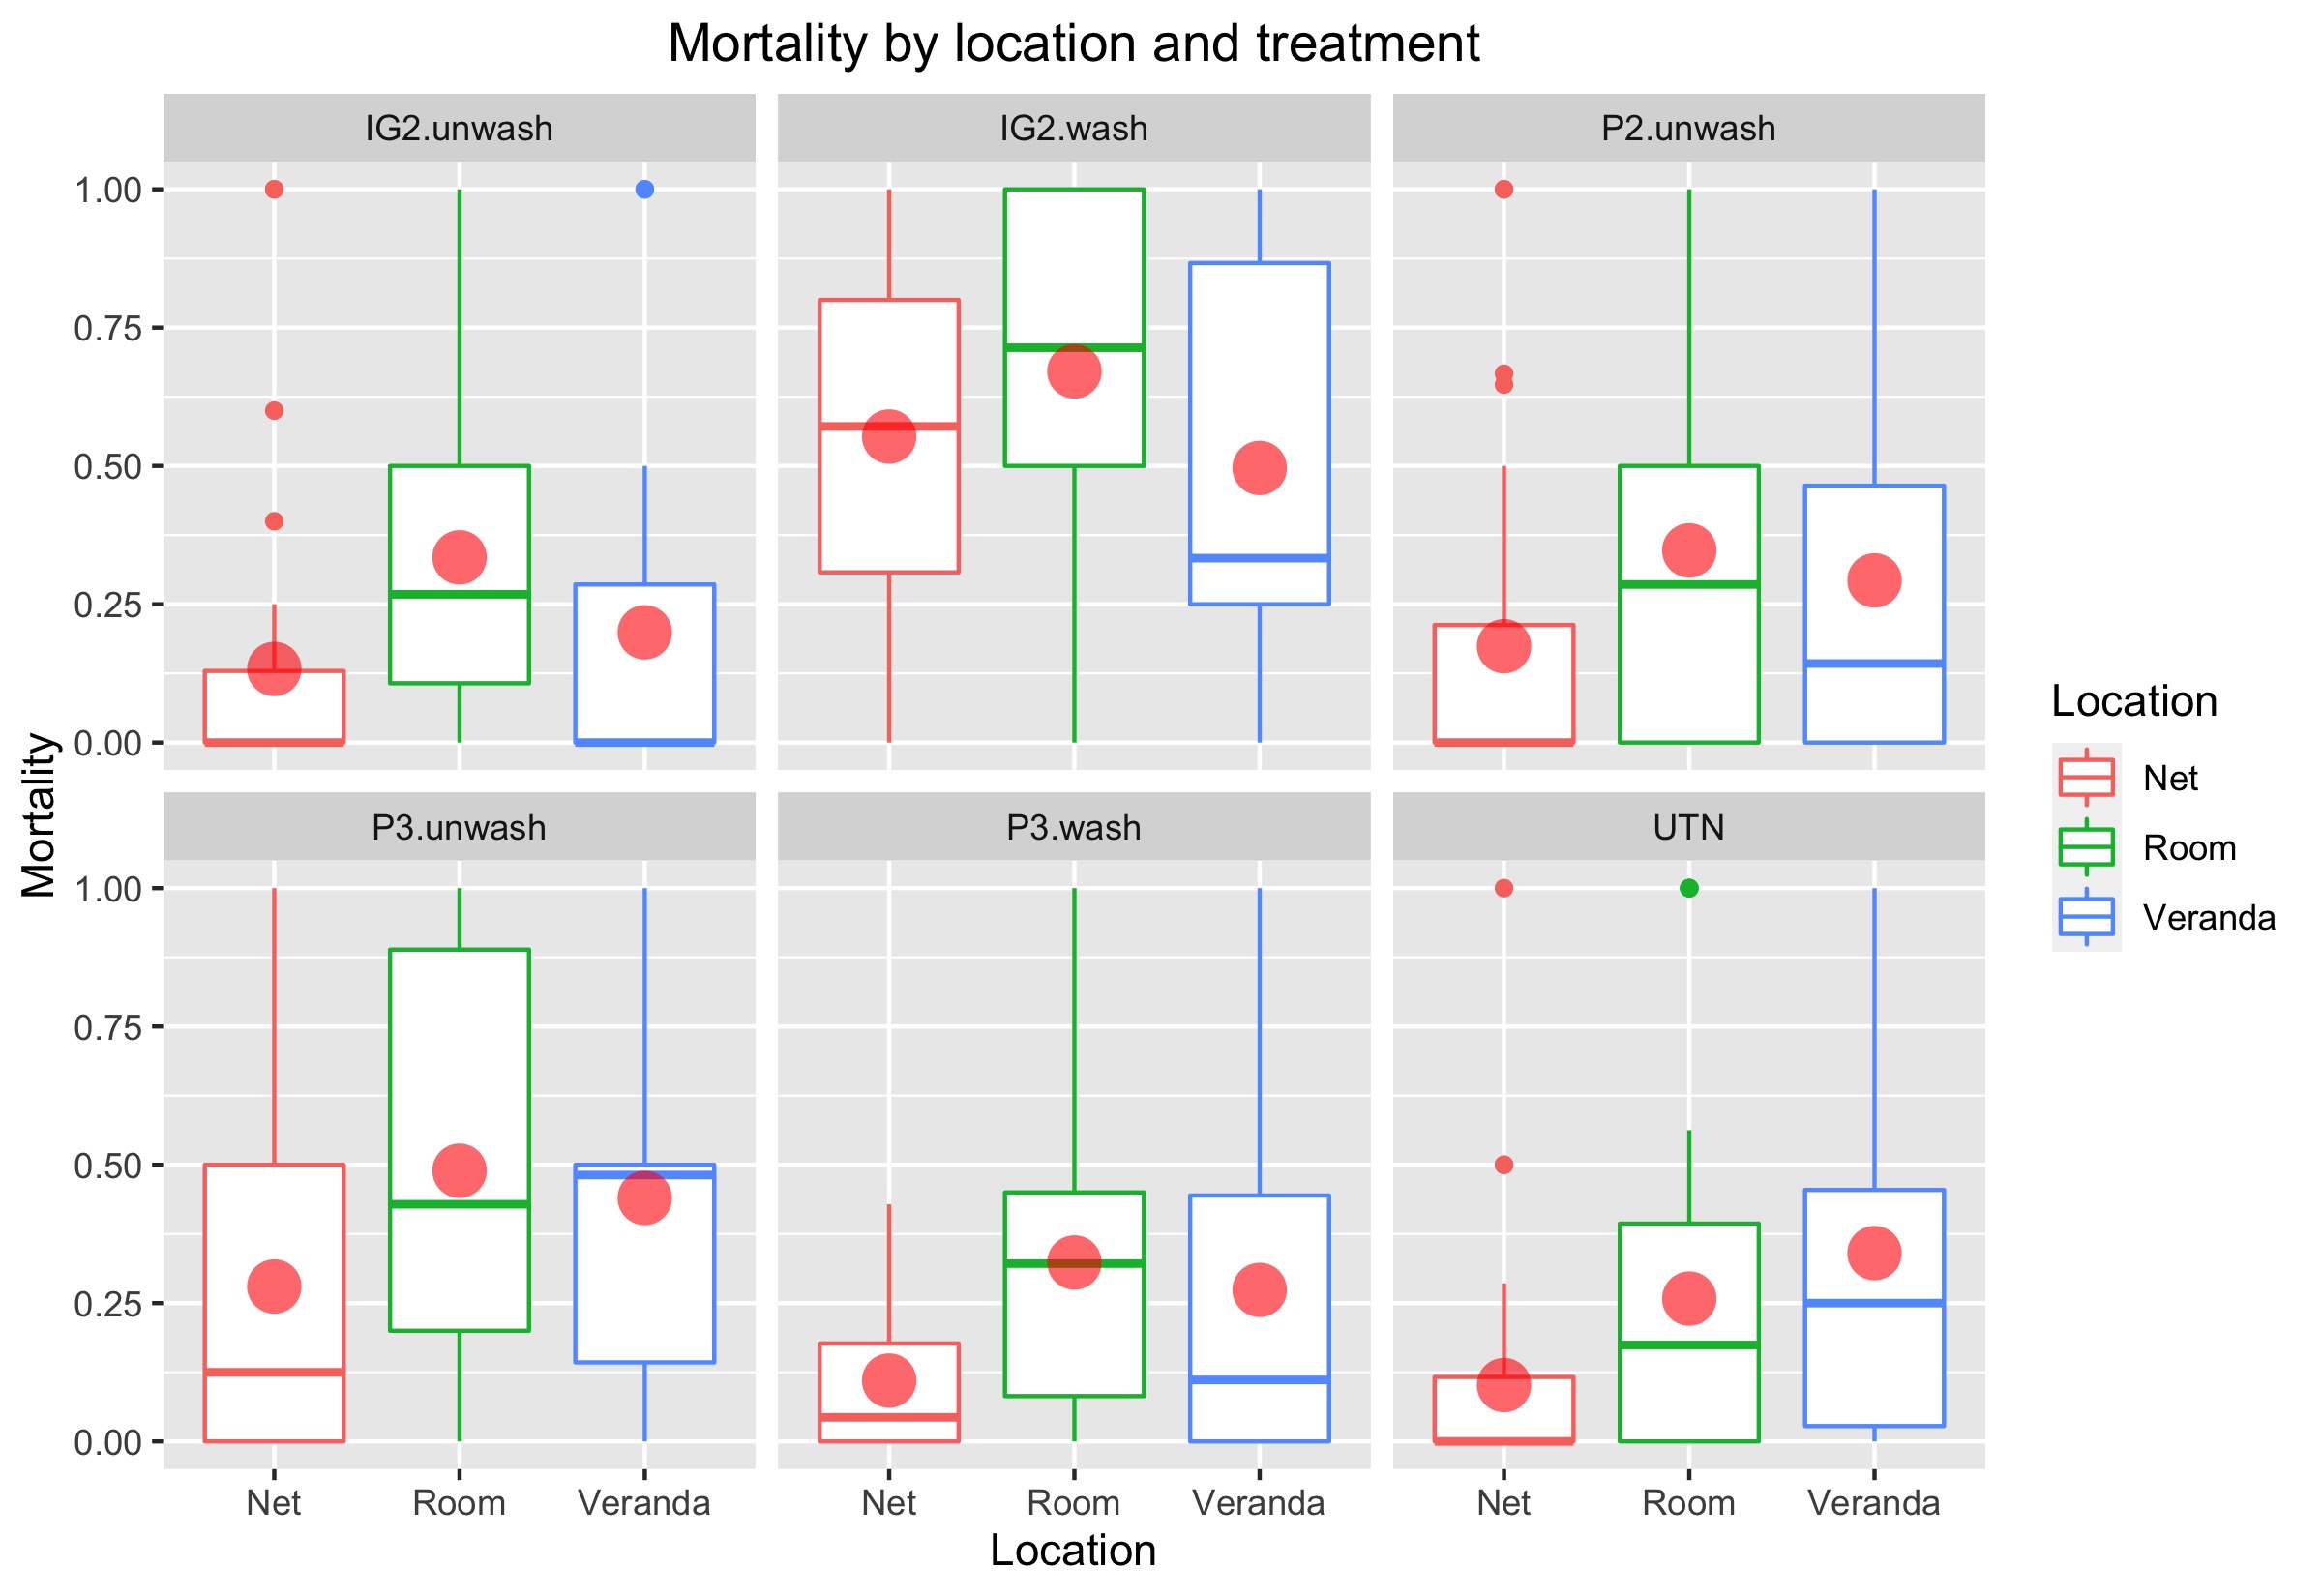 Mortality by location and treatment
IG2.unwash IG2.wash P2.unwash
1.00
0.75
0.50
0.25
0.00
P3.unwash P3.wash UTN
1.00
0.75
0.50
0.25
0.00
Mortality
Net Room Veranda Net Room Veranda Net Room Veranda
Location
Location
Net
Room
Veranda